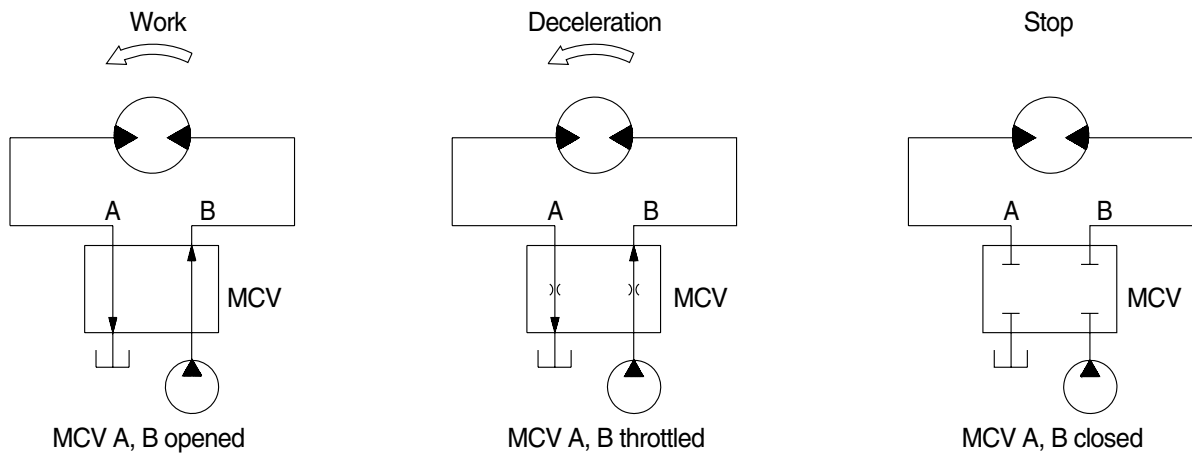 Work
Deceleration
Stop
A
B
MCV
A
B
MCV
A
B
MCV
MCV A, B opened
MCV A, B throttled
MCV A, B closed